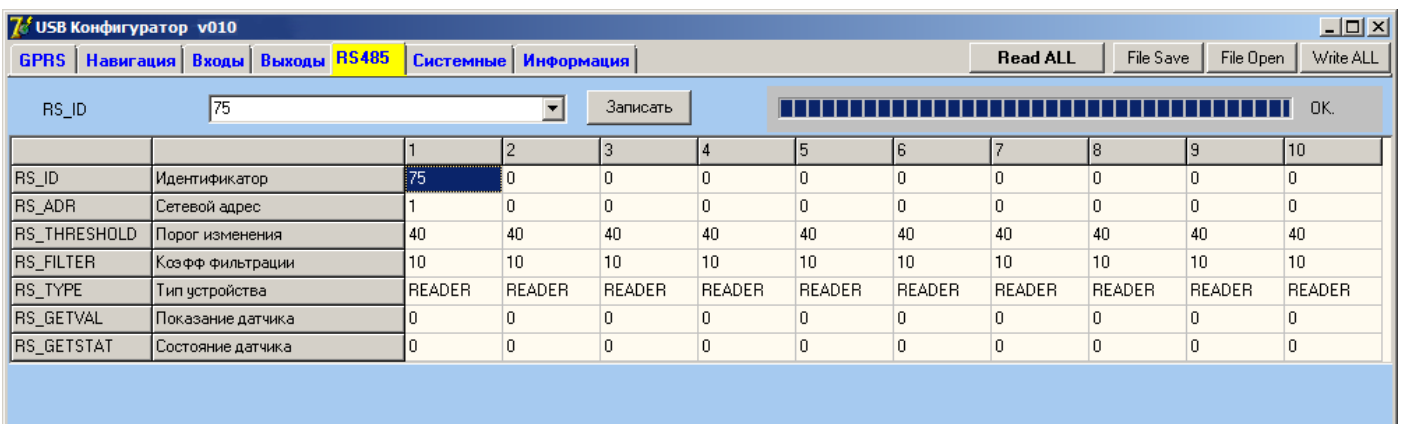 USB Конфигуратор v010
GPRS Навигация Входы Выходы RS485 Системные Информация Read ALL File Save File Open Write ALL
RS_ID 75 Записать OK.
1 2 3 4 5 6 7 8 9 10
RS_ID Идентификатор 75 0 0 0 0 0 0 0 0 0
RS_ADR Сетевой адрес 1 0 0 0 0 0 0 0 0 0
RS_THRESHOLD Порог изменения 40 40 40 40 40 40 40 40 40 40
RS_FILTER Коэфф фильтрации 10 10 10 10 10 10 10 10 10 10
RS_TYPE Тип устройства READER READER READER READER READER READER READER READER READER READER
RS_GETVAL Показание датчика 0 0 0 0 0 0 0 0 0 0
RS_GETSTAT Состояние датчика 0 0 0 0 0 0 0 0 0 0